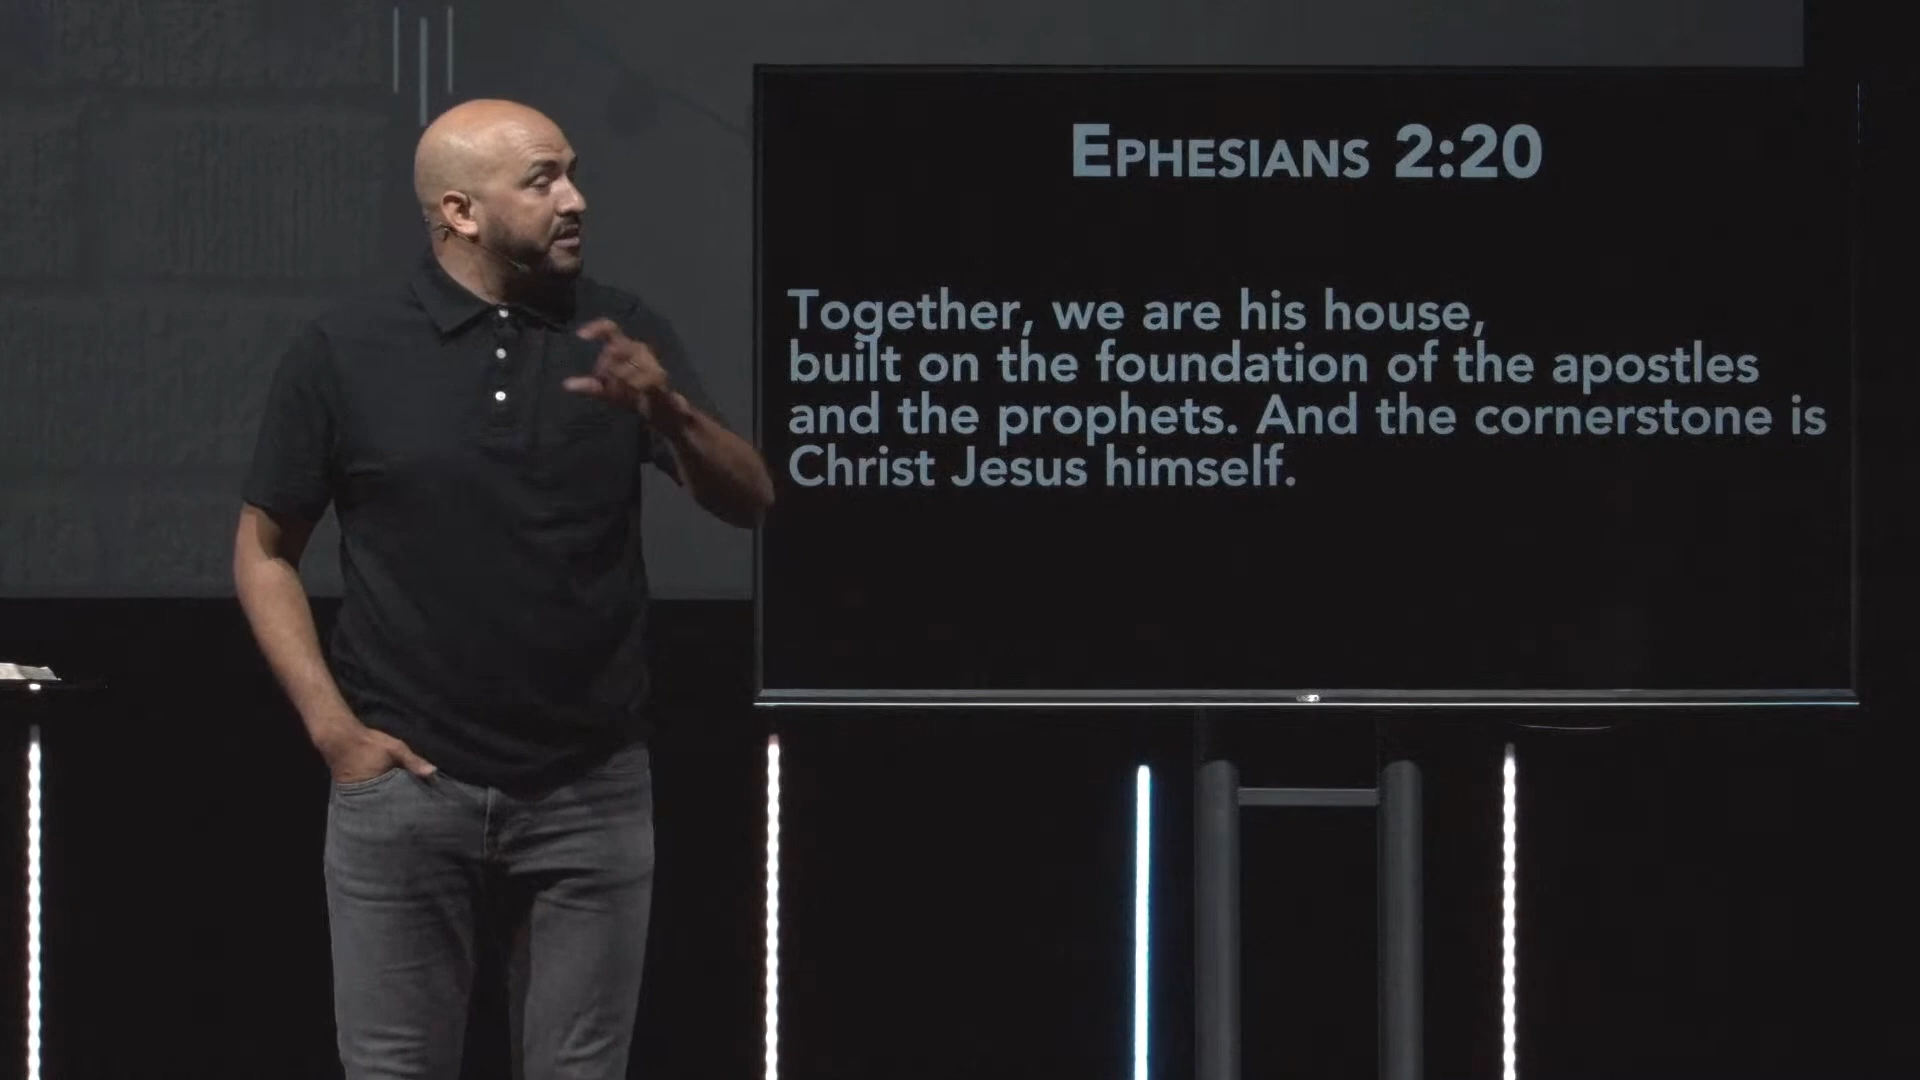 EPHESIANS 2:20
Together, we are his house,
built on the foundation of the apostles
and the prophets. And the cornerstone is
Christ Jesus himself.